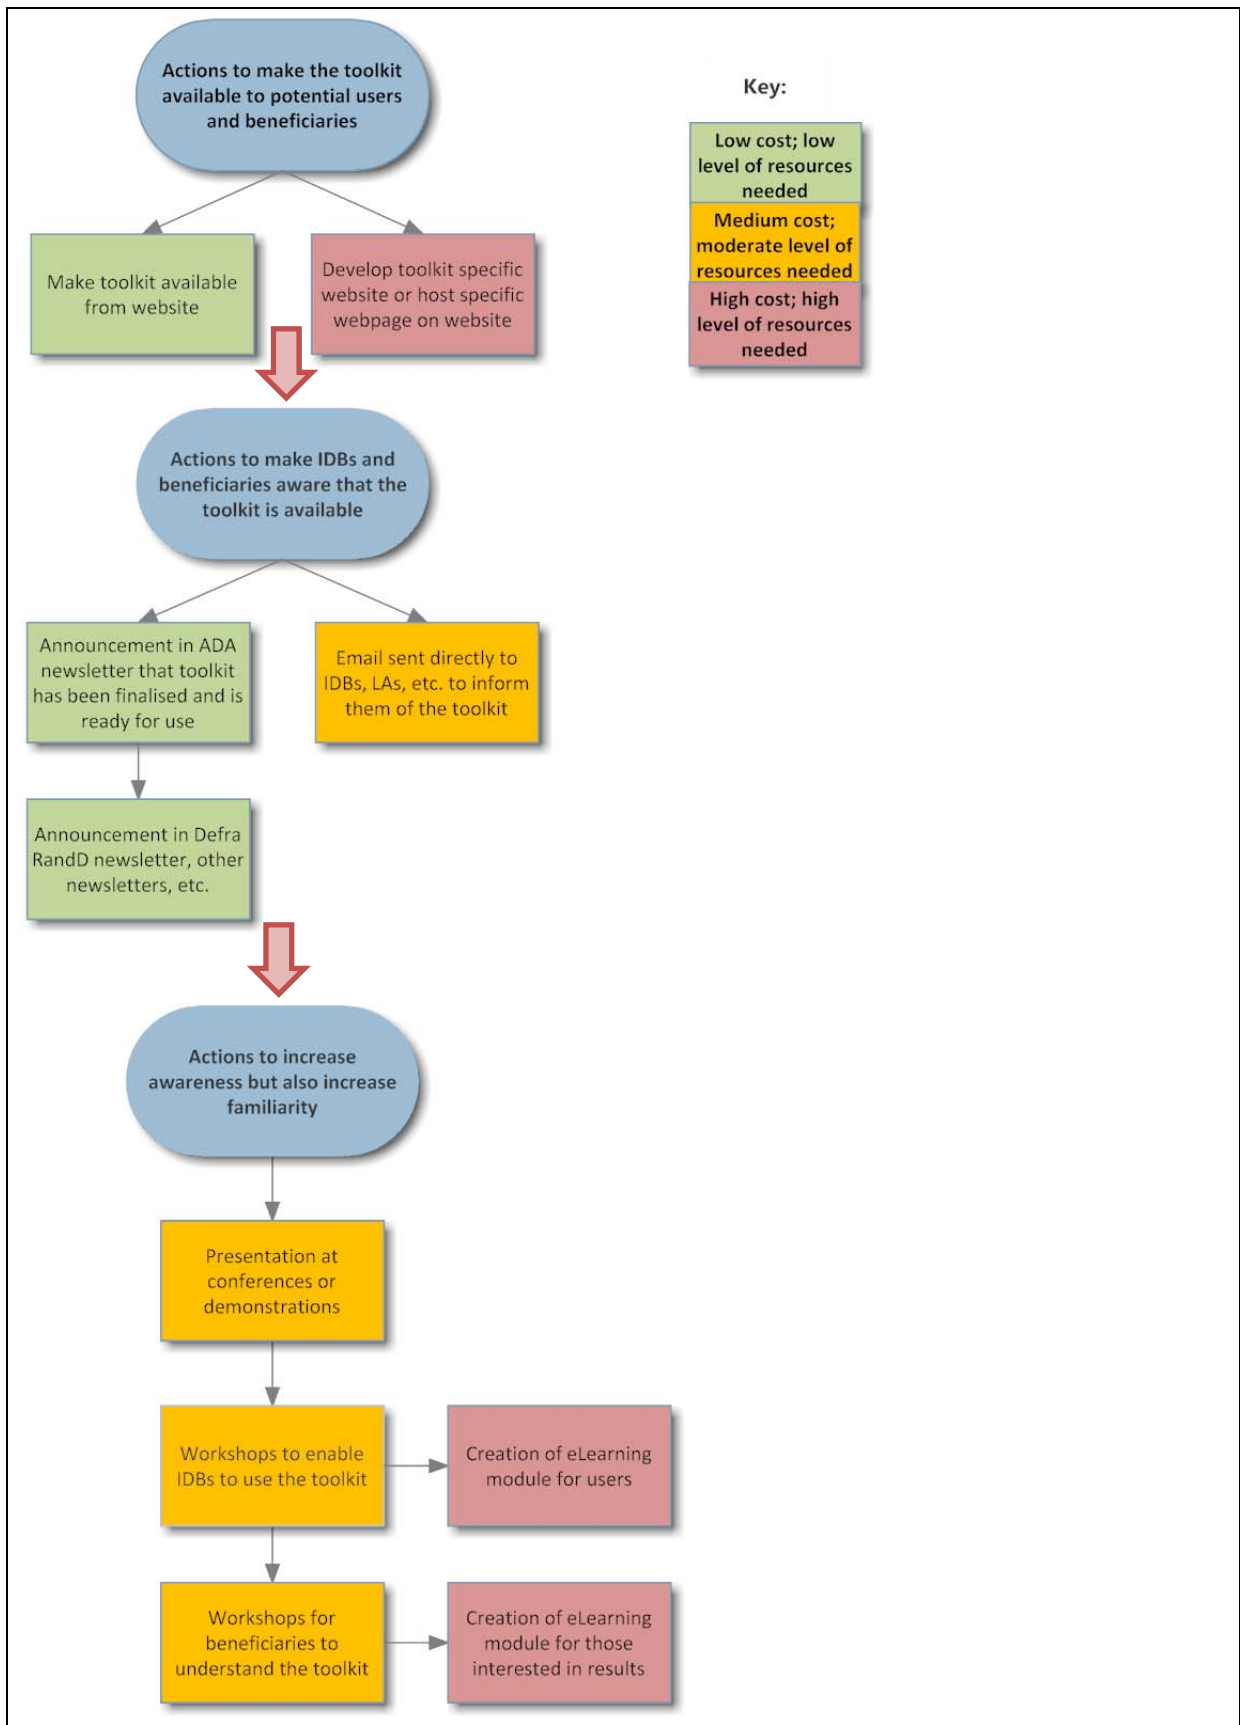 Actions to make the toolkit
available to potential users
and beneficiaries
Key:
Low cost; low
level of resources
needed
Medium cost;
moderate level of
resources needed
High cost; high
level of resources
needed
Make toolkit available
from website
Develop toolkit specific
website or host specific
webpage on website
Actions to make IDBs and
beneficiaries aware that the
toolkit is available
Announcement in ADA
newsletter that toolkit
has been finalised and is
ready for use
Email sent directly to
IDBs, LAs, etc. to inform
them of the toolkit
Announcement in Defra
RandD newsletter, other
newsletters, etc.
Actions to increase
awareness but also increase
familiarity
Presentation at
conferences or
demonstrations
Workshops to enable
IDBs to use the toolkit
Creation of eLearning
module for users
Workshops for
beneficiaries to
understand the toolkit
Creation of eLearning
module for those
interested in results